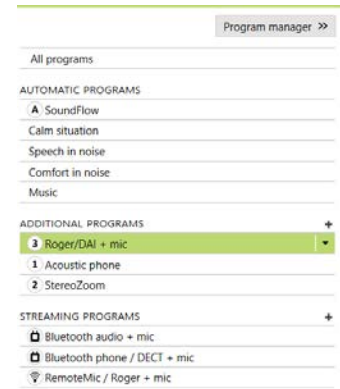 Program manager »
All programs
AUTOMATIC PROGRAMS
A SoundFlow
Calm situation
Speech in noise
Comfort in noise
Music
ADDITIONAL PROGRAMS +
3 Roger/DAI + mic
1 Acoustic phone
2 StereoZoom
STREAMING PROGRAMS +
Bluetooth audio + mic
Bluetooth phone / DECT + mic
RemoteMic / Roger + mic